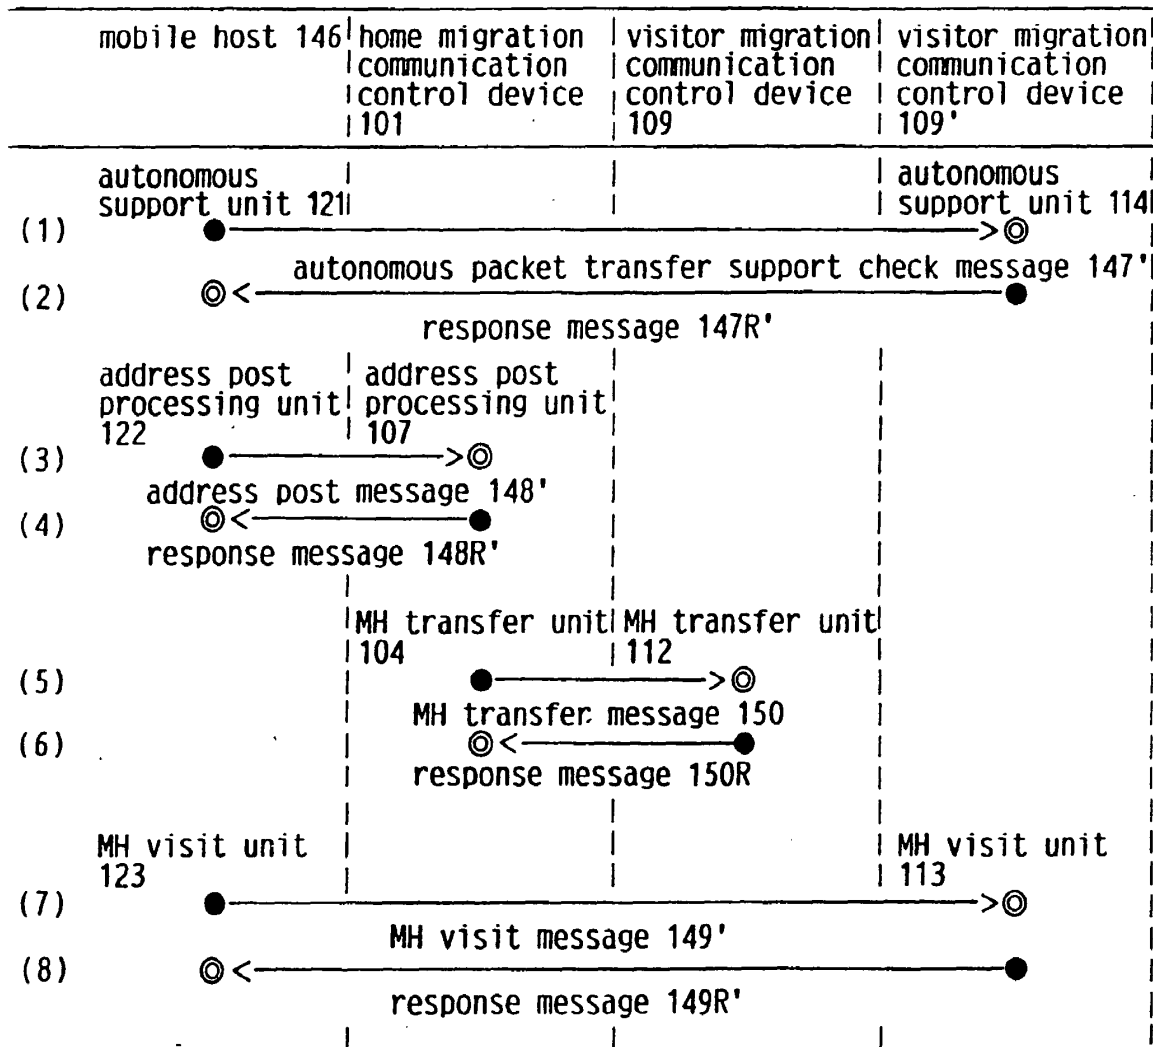 mobile host 146
home migration
communication
control device
101
visitor migration
communication
control device
109
visitor migration
communication
control device
109'
autonomous
support unit 121
autonomous
support unit 114
(1)
autonomous packet transfer support check message 147'
(2)
response message 147R'
address post
processing unit
122
address post
processing unit
107
(3)
address post message 148'
(4)
response message 148R'
MH transfer unit
104
MH transfer unit
112
(5)
MH transfer message 150
(6)
response message 150R
MH visit unit
123
MH visit unit
113
(7)
MH visit message 149'
(8)
response message 149R'